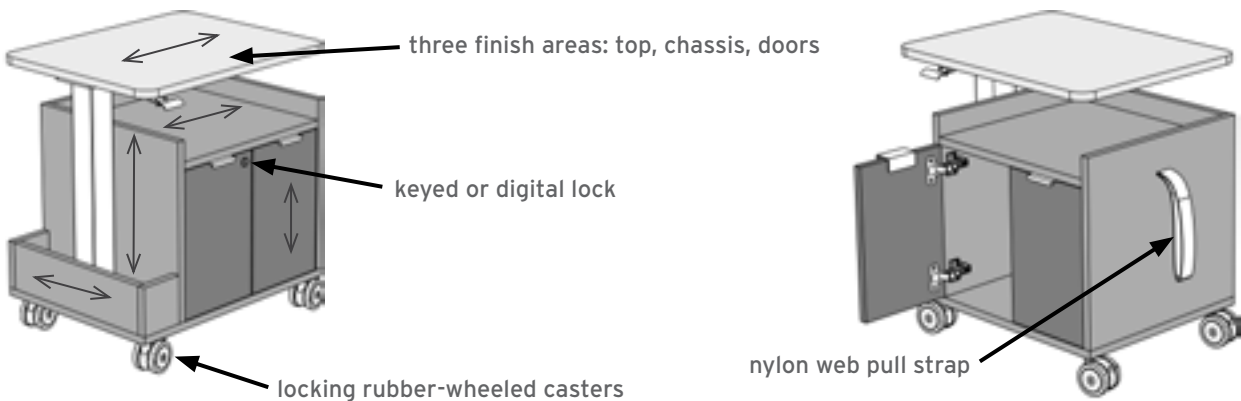 three finish areas: top, chassis, doors
keyed or digital lock
locking rubber-wheeled casters
nylon web pull strap